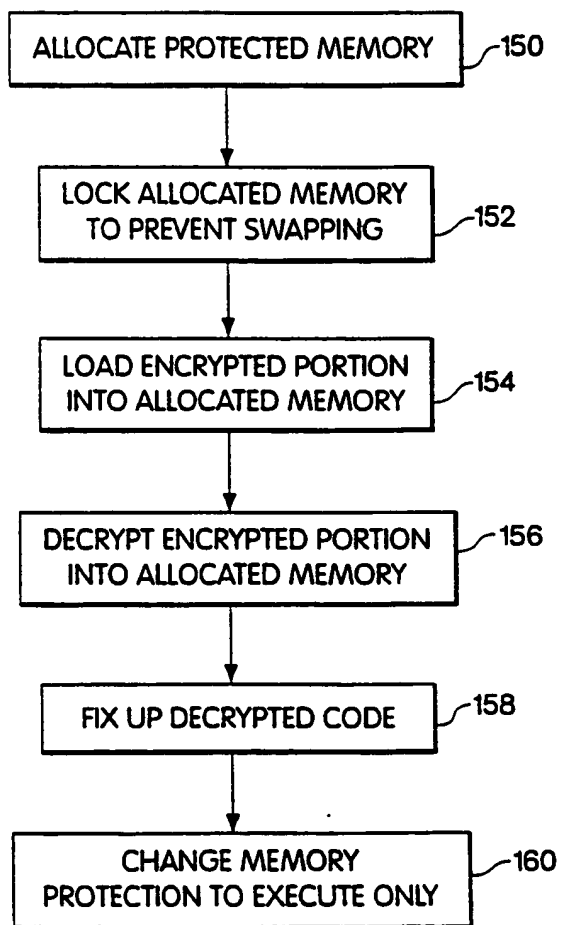 ALLOCATE PROTECTED MEMORY
150
LOCK ALLOCATED MEMORY
TO PREVENT SWAPPING
152
LOAD ENCRYPTED PORTION
INTO ALLOCATED MEMORY
154
DECRYPT ENCRYPTED PORTION
INTO ALLOCATED MEMORY
156
FIX UP DECRYPTED CODE
158
CHANGE MEMORY
PROTECTION TO EXECUTE ONLY
160